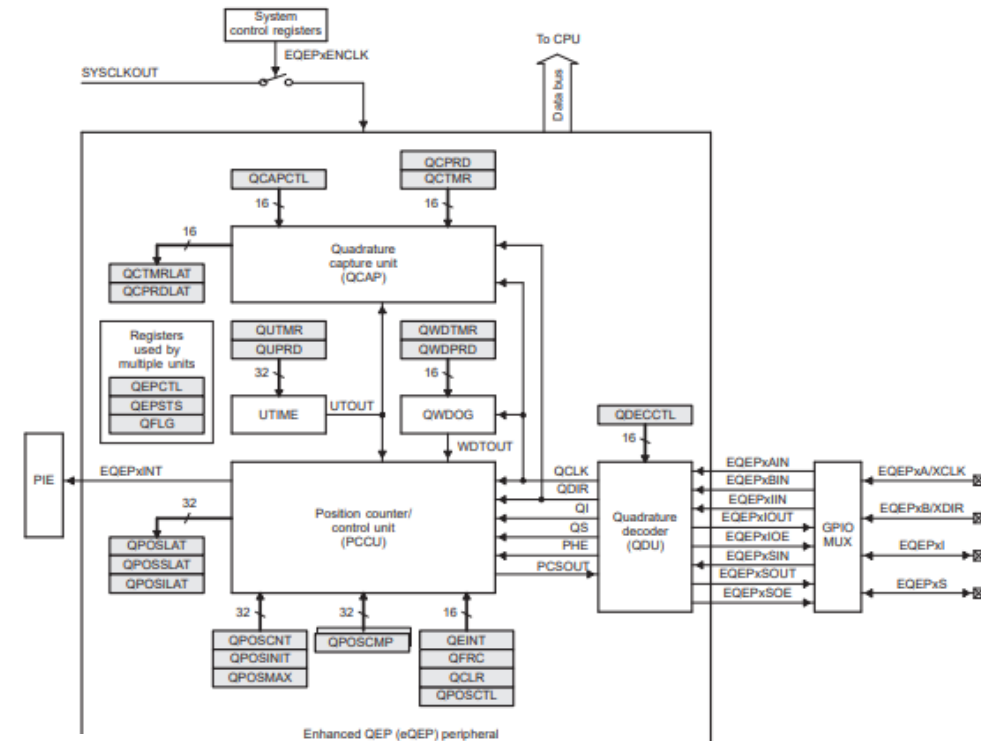 System
control registers
To CPU
EQEPxENCLK
SYSCLKOUT
Data bus
QCPRD
QCAPCTL
QCTMR
16
16
16
Quadrature
capture unit
(QCAP)
QCTMRLAT
QCPRDLAT
Registers
used by
multiple units
QUTMR
QWDTMR
QUPRD
QWDPRD
QEPCTL
32
16
QEPSTS
QFLG
UTIME
UTOUT
QWDOG
QDECCTL
WDTOUT
16
PIE
EQEPxINT
QCLK
EQEPxAIN
EQEPxA/XCLK
QDIR
EQEPxBIN
QI
EQEPxIIN
32
Position counter/
control unit
(PCCU)
Quadrature
decoder
(QDU)
EQEPxIOUT
GPIO
MUX
EQEPxB/XDIR
QS
EQEPxIOE
PHE
EQEPxSIN
EQEPxI
PCSOUT
EQEPxSOUT
EQEPxSOE
EQEPxS
QPOSLAT
QPOSSLAT
QPOSILAT
32
32
16
QPOSCNT
QPOSCMP
QEINT
QPOSINIT
QFRC
QPOSMAX
QCLR
QPOSCTL
Enhanced QEP (eQEP) peripheral